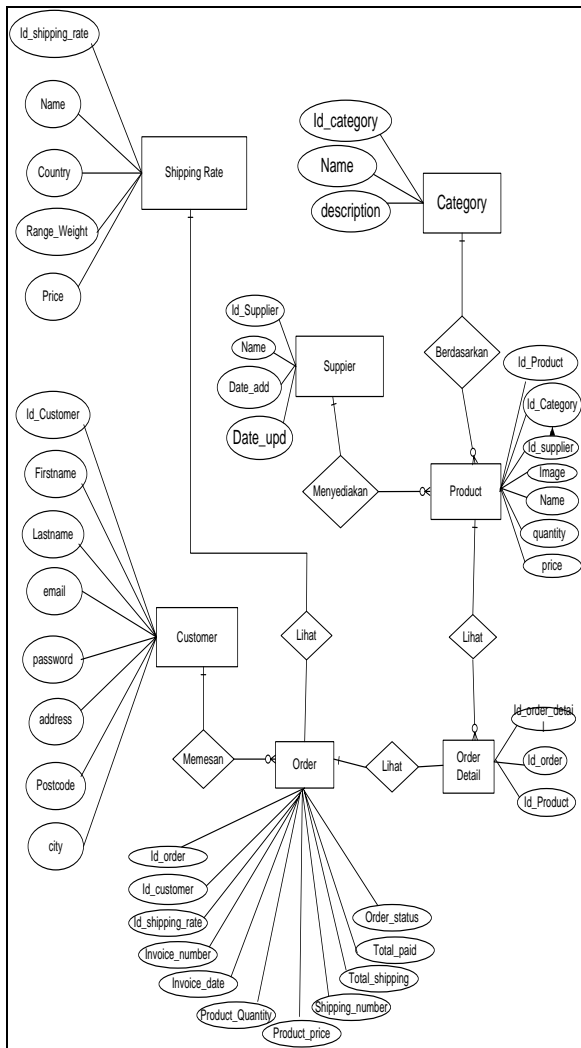 Id_shipping_rate
Name
Country
Range_Weight
Price
Shipping Rate
Id_category
Name
description
Category
Id_Supplier
Name
Date_add
Date_upd
Suppier
Berdasarkan
Menyediakan
Id_Product
Id_Category
Id_supplier
Image
Name
quantity
price
Product
Id_Customer
Firstname
Lastname
email
password
address
Postcode
city
Customer
Lihat
Lihat
Memesan
Order
Lihat
Order
Detail
Id_order_detai
l
Id_order
Id_Product
Id_order
Id_customer
Id_shipping_rate
Invoice_number
Invoice_date
Product_Quantity
Product_price
Shipping_number
Total_shipping
Total_paid
Order_status